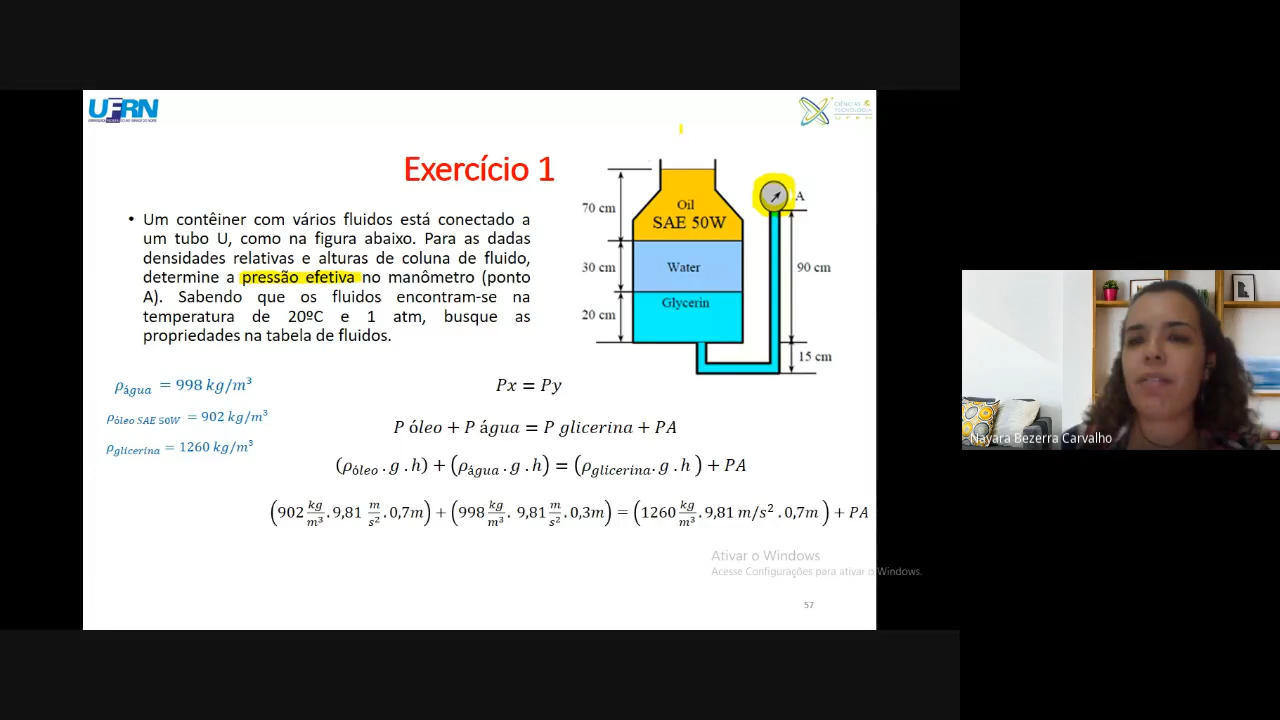 UFRN
CIÊNCIAS
TECNOLOGIA
UFRN
Exercício 1
• Um contêiner com vários fluidos está conectado a
um tubo U, como na figura abaixo. Para as dadas
densidades relativas e alturas de coluna de fluido,
determine a pressão efetiva no manômetro (ponto
A). Sabendo que os fluidos encontram-se na
temperatura de 20ºC e 1 atm, busque as
propriedades na tabela de fluidos.
70 cm
Oil
SAE 50W
A
30 cm
Water
90 cm
20 cm
Glycerin
15 cm
ρágua = 998 kg/m³
ρóleo SAE 50W = 902 kg/m³
ρglicerina = 1260 kg/m³
Px = Py
P óleo + P água = P glicerina + PA
(ρóleo . g . h) + (ρágua . g . h) = (ρglicerina. g . h ) + PA
(902 kg/m³ . 9,81 m/s² . 0,7m) + (998 kg/m³ . 9,81 m/s² . 0,3m) = (1260 kg/m³ . 9,81 m/s² . 0,7m ) + PA
Nayara Bezerra Carvalho
Ativar o Windows
Acesse Configurações para ativar o Windows.
57